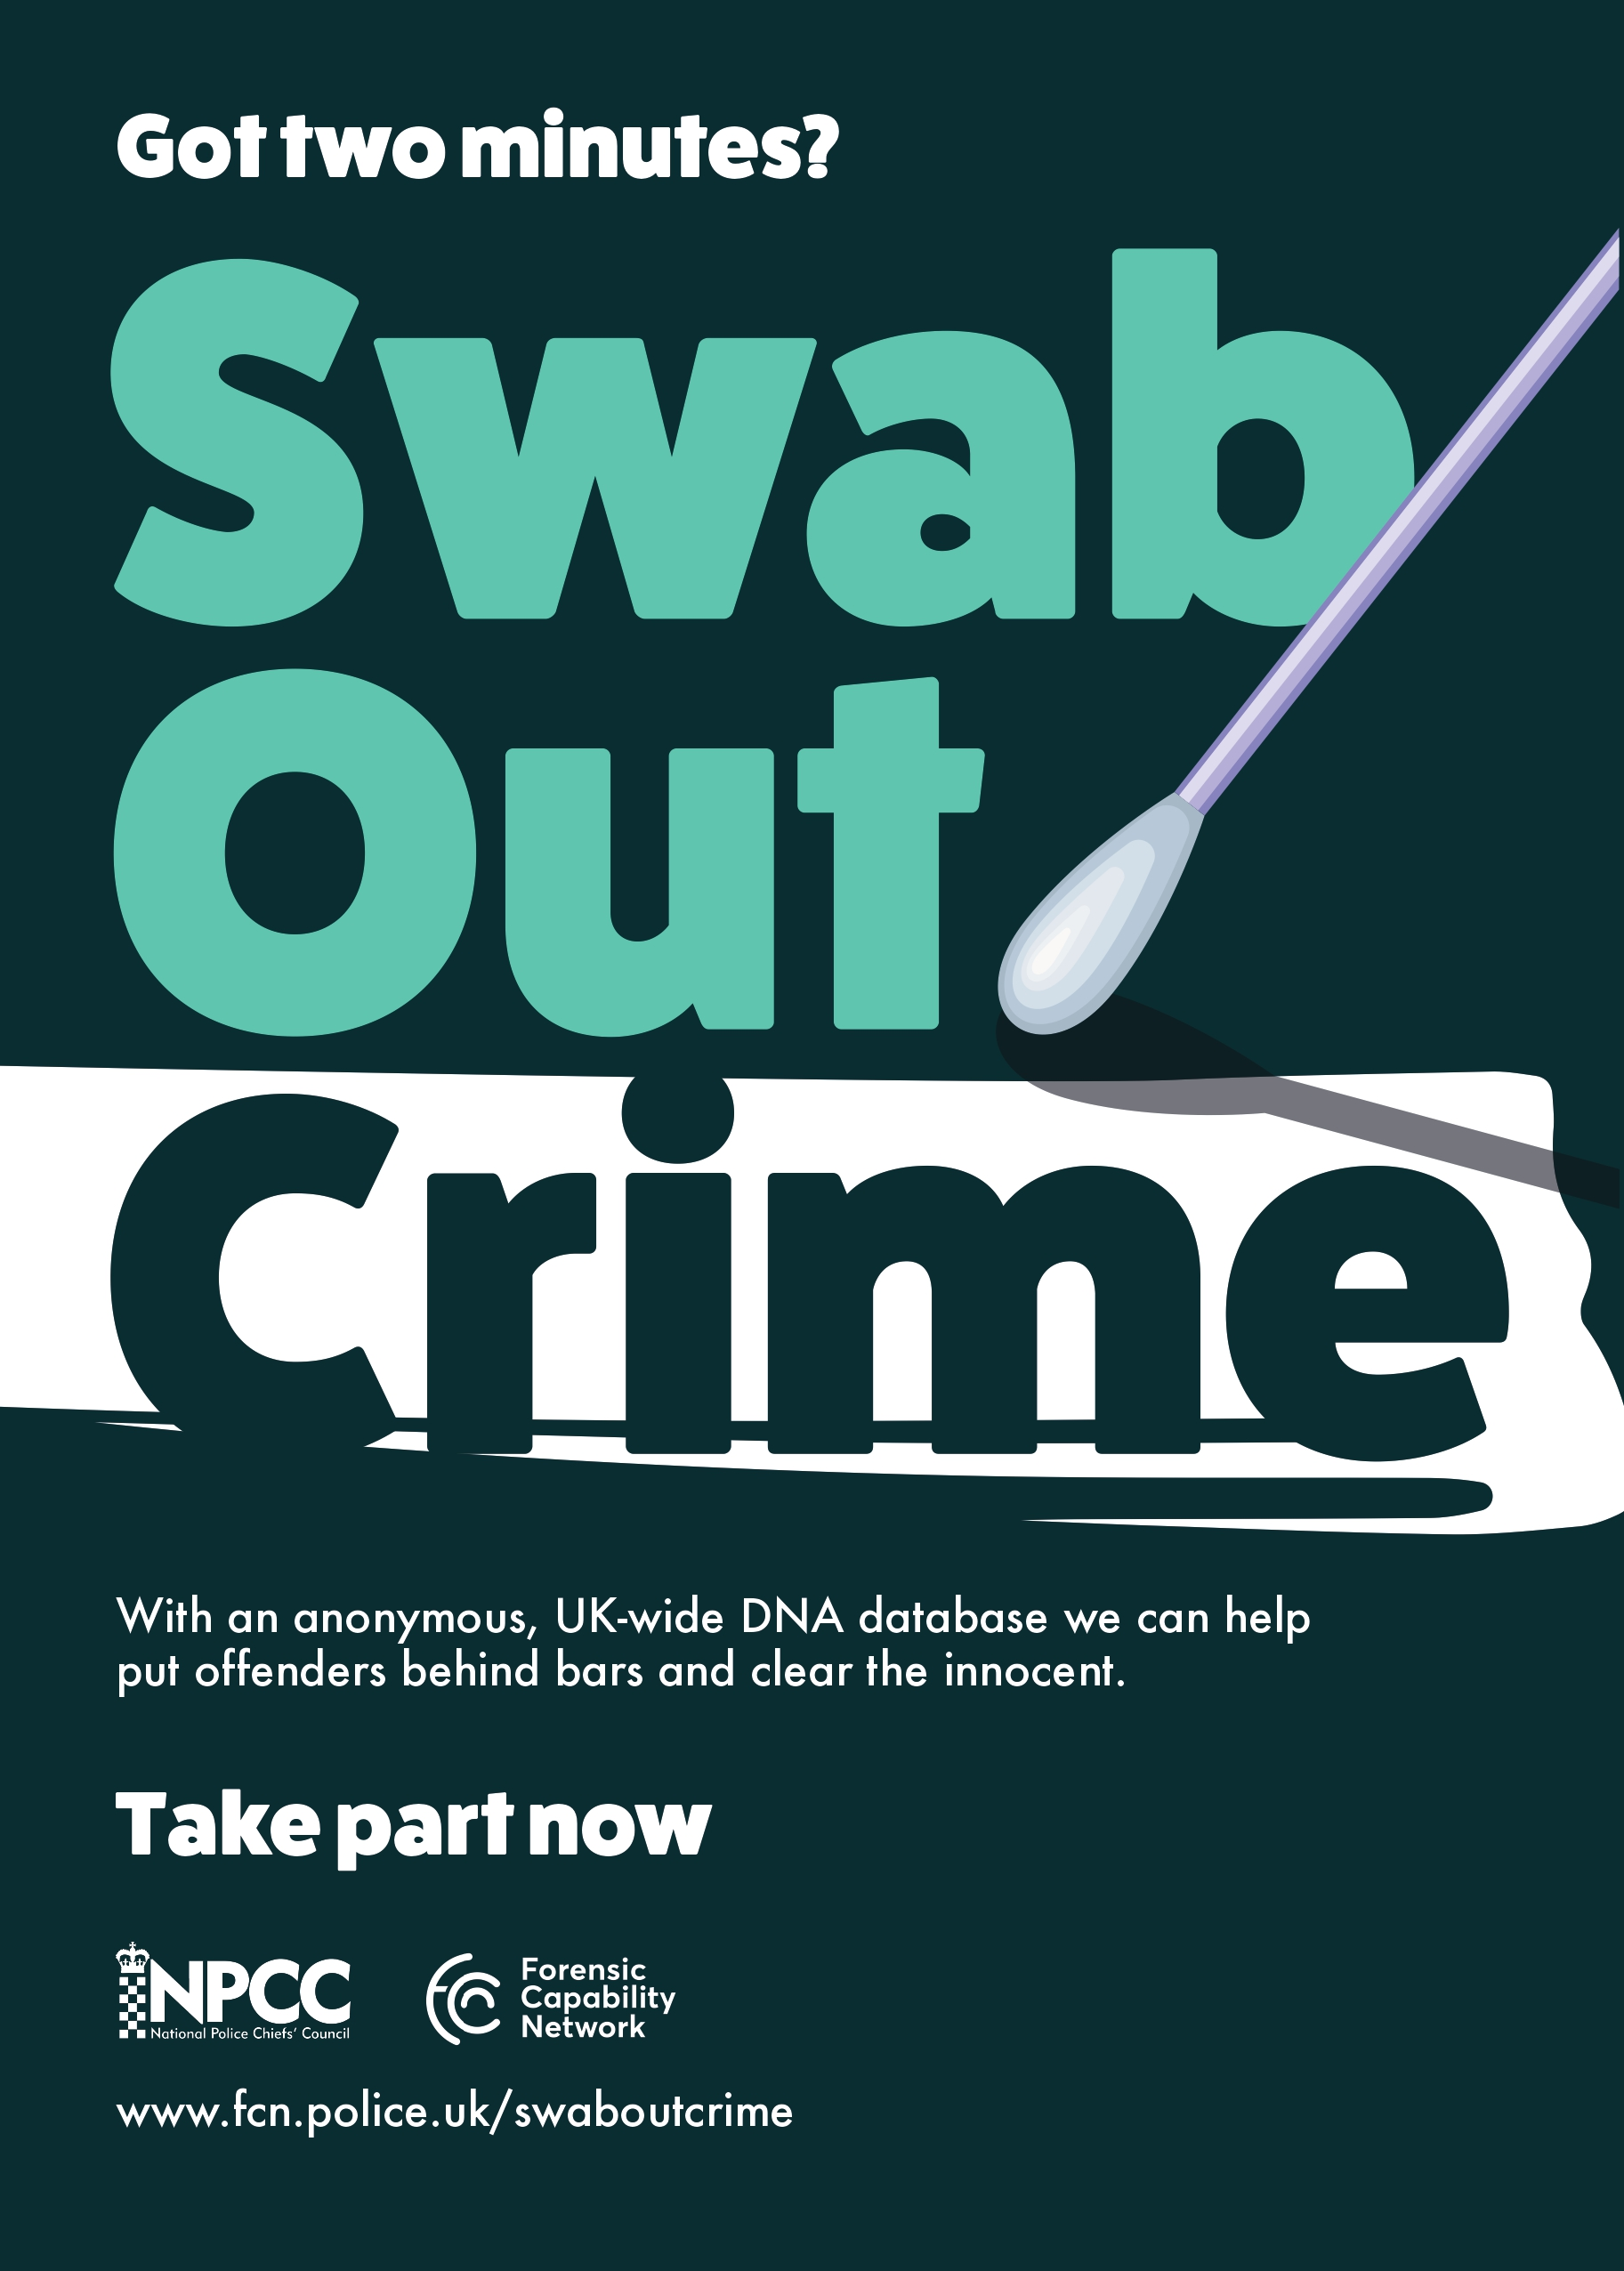 Got two minutes?
Swab
Out
Crime
With an anonymous, UK-wide DNA database we can help
put offenders behind bars and clear the innocent.
Take part now
NPCC
National Police Chiefs' Council
Forensic
Capability
Network
www.fcn.police.uk/swaboutcrime